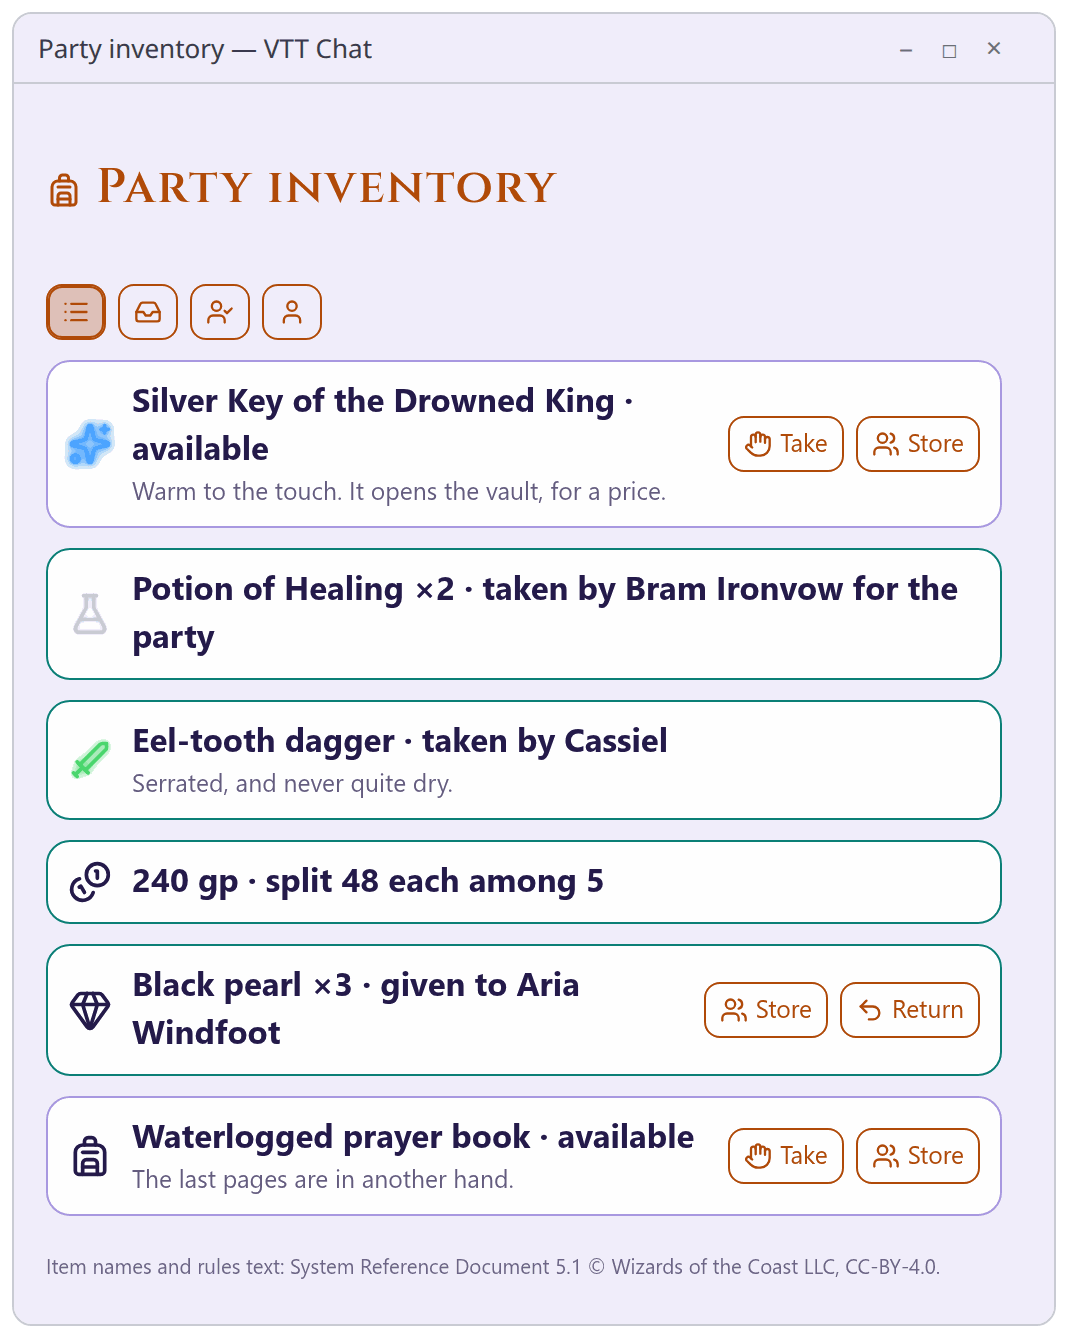 Party inventory — VTT Chat
Party inventory
Silver Key of the Drowned King ·
available
Warm to the touch. It opens the vault, for a price.
Take
Store
Potion of Healing ×2 · taken by Bram Ironvow for the
party
Eel-tooth dagger · taken by Cassiel
Serrated, and never quite dry.
240 gp · split 48 each among 5
Black pearl ×3 · given to Aria
Windfoot
Store
Return
Waterlogged prayer book · available
The last pages are in another hand.
Take
Store
Item names and rules text: System Reference Document 5.1 © Wizards of the Coast LLC, CC-BY-4.0.